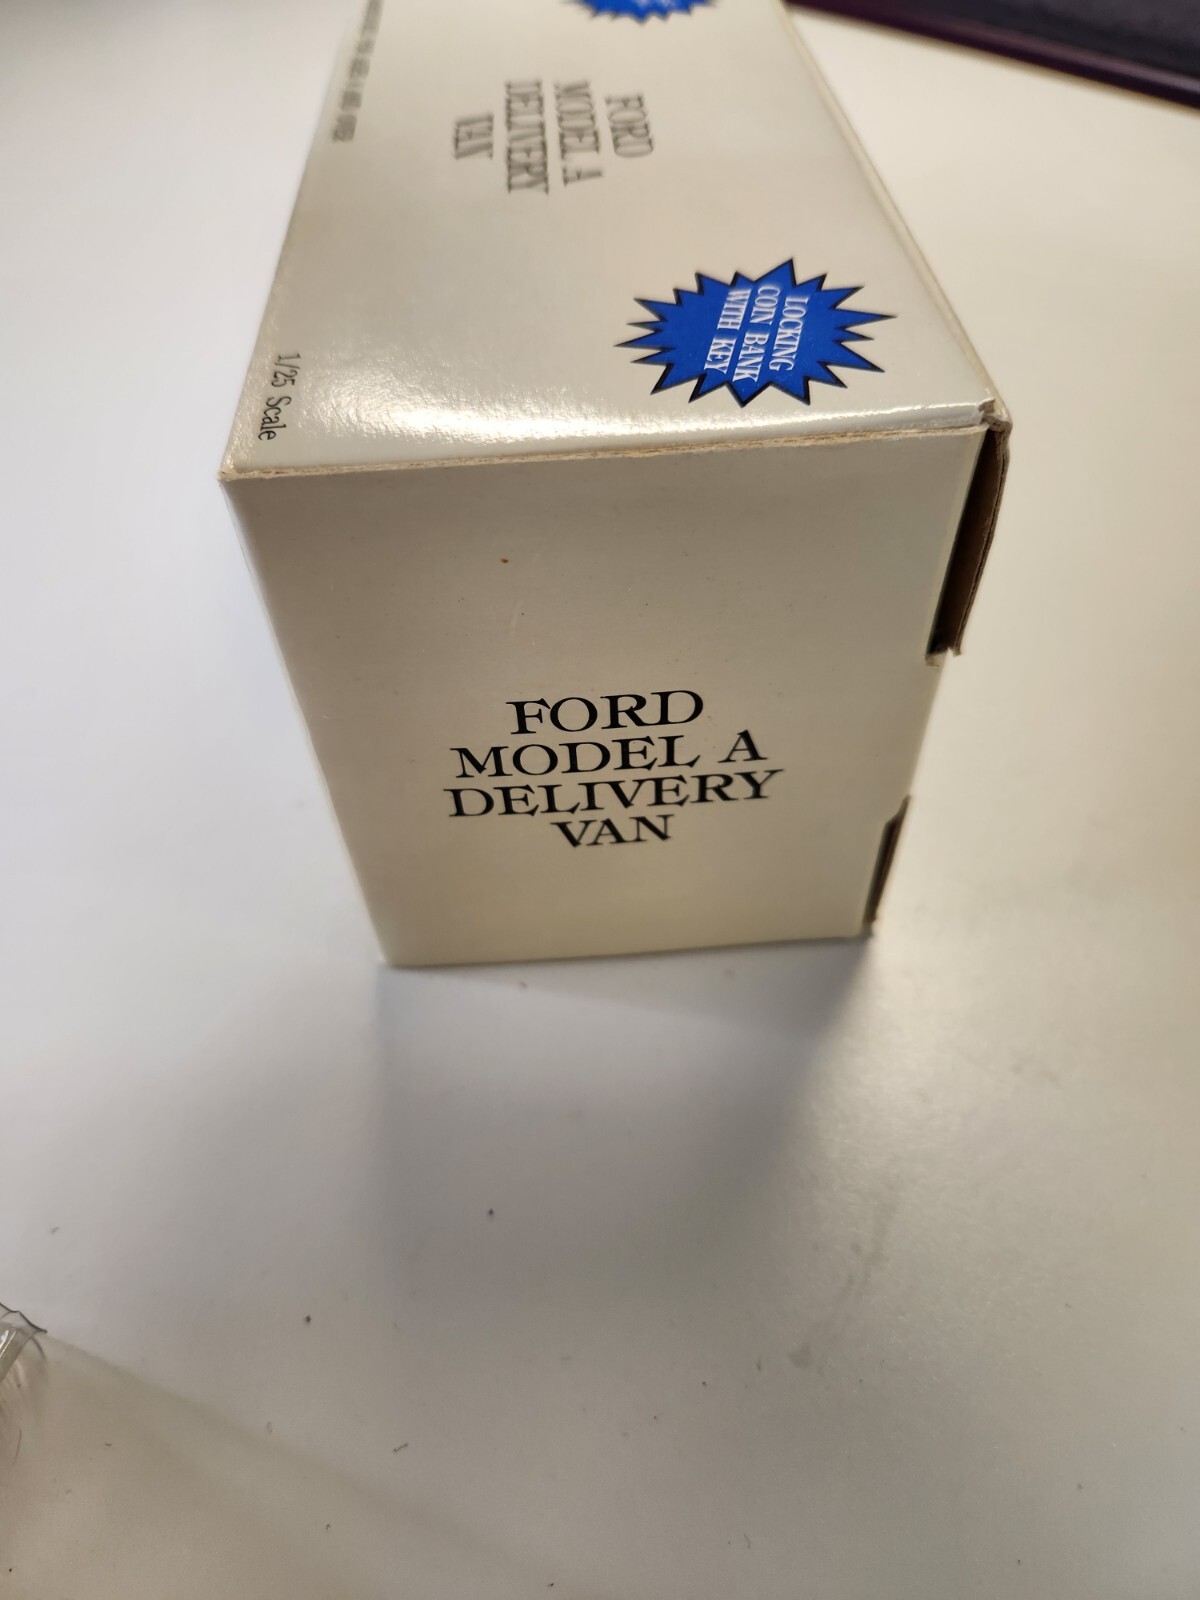 FORD
MODEL A
DELIVERY
VAN
LOCKING
COIN BANK
WITH KEY
1/25 Scale
FORD
MODEL A
DELIVERY
VAN